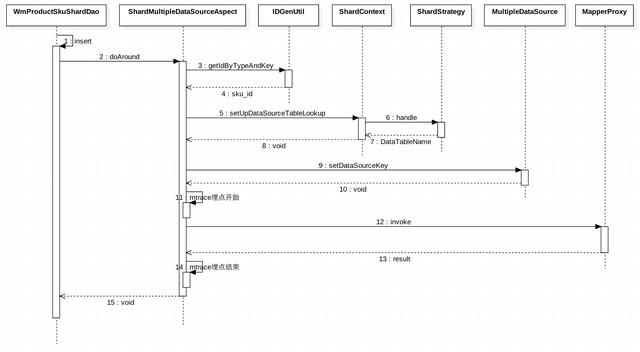 WmProductSkuShardDao
ShardMultipleDataSourceAspect
IDGenUtil
ShardContext
ShardStrategy
MultipleDataSource
MapperProxy
1 : insert
2 : doAround
3 : getIdByTypeAndKey
4 : sku_id
5 : setUpDataSourceTableLookup
6 : handle
7 : DataTableName
8 : void
9 : setDataSourceKey
10 : void
11 : mtrace埋点开始
12 : invoke
13 : result
14 : mtrace埋点结束
15 : void